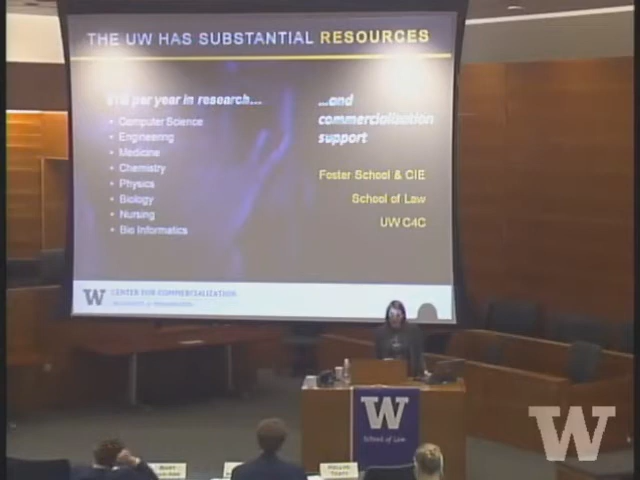 THE UW HAS SUBSTANTIAL RESOURCES
per year in research...
• Computer Science
• Engineering
• Medicine
• Chemistry
• Physics
• Biology
• Nursing
• Bio Informatics
...and
commercialization
support
Foster School & CIE
School of Law
UW C4C
W CENTER FOR COMMERCIALIZATION
W
School of Law
W